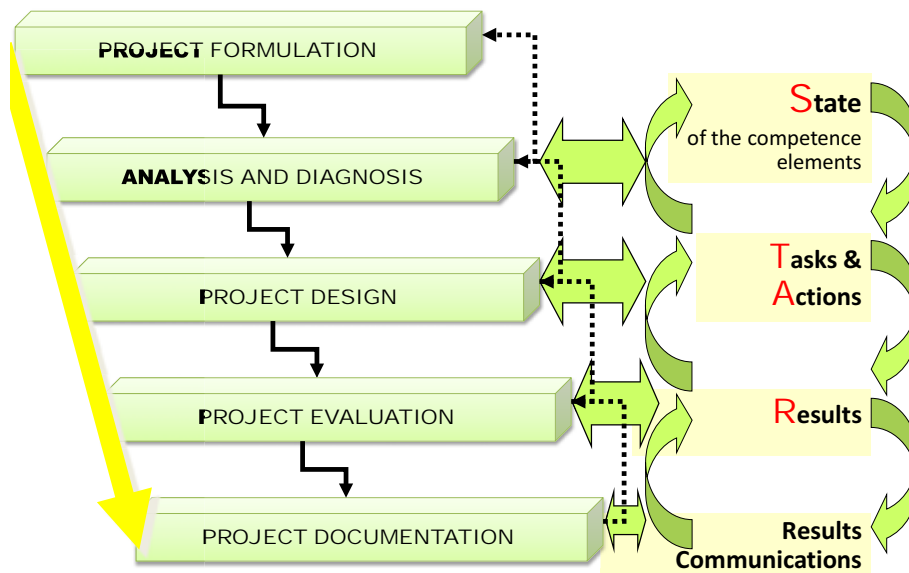 PROJECT FORMULATION
ANALYSIS AND DIAGNOSIS
PROJECT DESIGN
PROJECT EVALUATION
PROJECT DOCUMENTATION
State
of the competence
elements
Tasks &
Actions
Results
Results
Communications